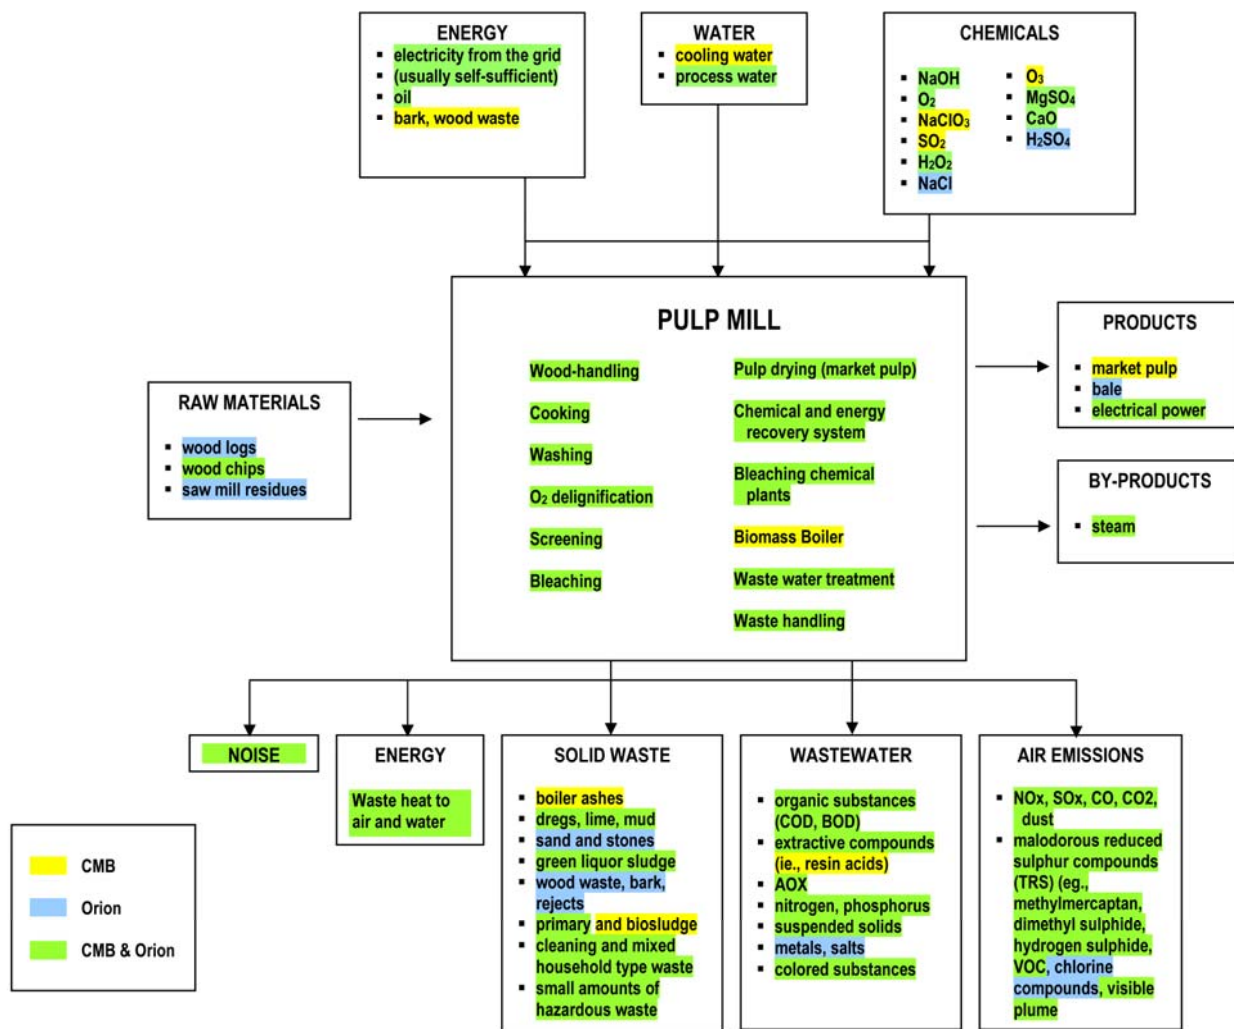 ENERGY
▪ electricity from the grid
▪ (usually self-sufficient)
▪ oil
▪ bark, wood waste
WATER
▪ cooling water
▪ process water
CHEMICALS
▪ NaOH
▪ O₂
▪ NaClO₃
▪ SO₂
▪ H₂O₂
▪ NaCl
▪ O₃
▪ MgSO₄
▪ CaO
▪ H₂SO₄
RAW MATERIALS
▪ wood logs
▪ wood chips
▪ saw mill residues
PULP MILL
Wood-handling
Cooking
Washing
O₂ delignification
Screening
Bleaching
Pulp drying (market pulp)
Chemical and energy
recovery system
Bleaching chemical
plants
Biomass Boiler
Waste water treatment
Waste handling
PRODUCTS
▪ market pulp
▪ bale
▪ electrical power
BY-PRODUCTS
▪ steam
NOISE
ENERGY
Waste heat to
air and water
SOLID WASTE
▪ boiler ashes
▪ dregs, lime, mud
▪ sand and stones
▪ green liquor sludge
▪ wood waste, bark,
rejects
▪ primary and biosludge
▪ cleaning and mixed
household type waste
▪ small amounts of
hazardous waste
WASTEWATER
▪ organic substances
(COD, BOD)
▪ extractive compounds
(ie., resin acids)
▪ AOX
▪ nitrogen, phosphorus
▪ suspended solids
▪ metals, salts
▪ colored substances
AIR EMISSIONS
▪ NOx, SOx, CO, CO2,
dust
▪ malodorous reduced
sulphur compounds
(TRS) (eg.,
methylmercaptan,
dimethyl sulphide,
hydrogen sulphide,
VOC, chlorine
compounds, visible
plume
CMB
Orion
CMB & Orion